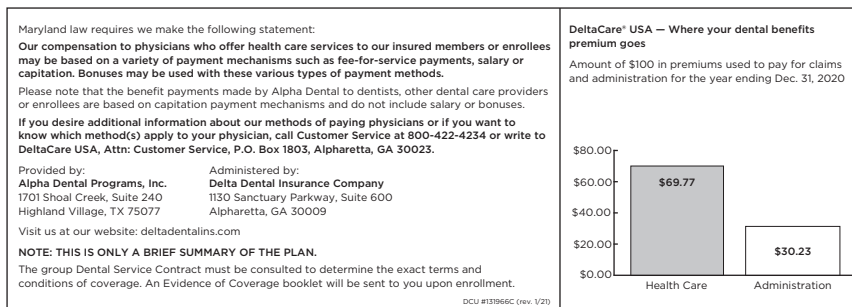 Maryland law requires we make the following statement:
Our compensation to physicians who offer health care services to our insured members or enrollees
may be based on a variety of payment mechanisms such as fee-for-service payments, salary or
capitation. Bonuses may be used with these various types of payment methods.
Please note that the benefit payments made by Alpha Dental to dentists, other dental care providers
or enrollees are based on capitation payment mechanisms and do not include salary or bonuses.
If you desire additional information about our methods of paying physicians or if you want to
know which method(s) apply to your physician, call Customer Service at 800-422-4234 or write to
DeltaCare USA, Attn: Customer Service, P.O. Box 1803, Alpharetta, GA 30023.
Provided by:
Alpha Dental Programs, Inc.
1701 Shoal Creek, Suite 240
Highland Village, TX 75077
Administered by:
Delta Dental Insurance Company
1130 Sanctuary Parkway, Suite 600
Alpharetta, GA 30009
Visit us at our website: deltadentalins.com
NOTE: THIS IS ONLY A BRIEF SUMMARY OF THE PLAN.
The group Dental Service Contract must be consulted to determine the exact terms and
conditions of coverage. An Evidence of Coverage booklet will be sent to you upon enrollment.
DCU #131966C (rev. 1/21)
DeltaCare® USA — Where your dental benefits
premium goes
Amount of $100 in premiums used to pay for claims
and administration for the year ending Dec. 31, 2020
$80.00
$60.00
$40.00
$20.00
$0.00
$69.77
$30.23
Health Care
Administration